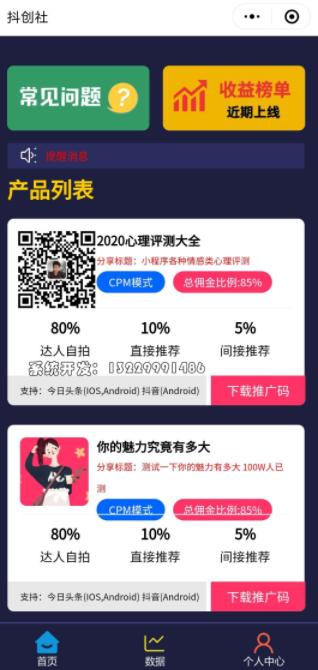 抖创社
常见问题
?
收益榜单
近期上线
提醒消息
产品列表
2020心理评测大全
分享标题：小程序各种情感类心理评测
CPM模式
总佣金比例:85%
80%
10%
5%
达人自拍
直接推荐
间接推荐
系统开发：13229991486
支持：今日头条(IOS,Android) 抖音(Android)
下载推广码
你的魅力究竟有多大
分享标题：测试一下你的魅力有多大 100W人已
测
CPM模式
总佣金比例:85%
80%
10%
5%
达人自拍
直接推荐
间接推荐
支持：今日头条(IOS,Android) 抖音(Android)
下载推广码
首页
数据
个人中心